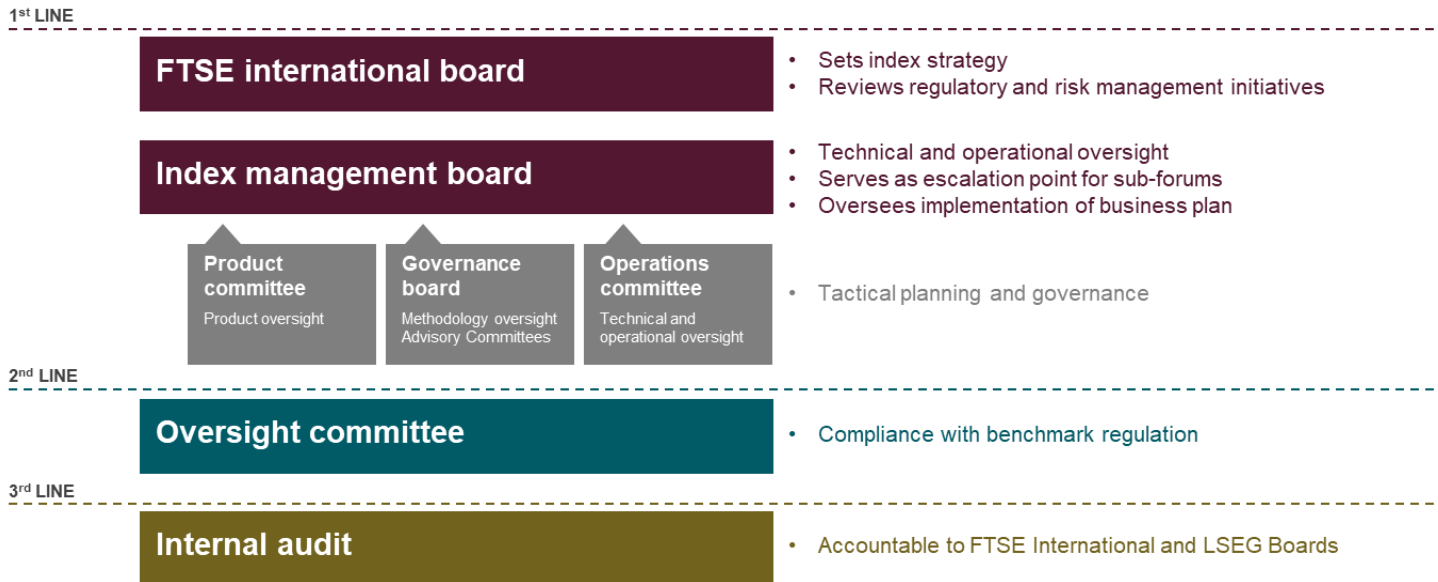 1st LINE
FTSE international board
• Sets index strategy
• Reviews regulatory and risk management initiatives
Index management board
• Technical and operational oversight
• Serves as escalation point for sub-forums
• Oversees implementation of business plan
Product
committee
Product oversight
Governance
board
Methodology oversight
Advisory Committees
Operations
committee
Technical and
operational oversight
• Tactical planning and governance
2nd LINE
Oversight committee
• Compliance with benchmark regulation
3rd LINE
Internal audit
• Accountable to FTSE International and LSEG Boards